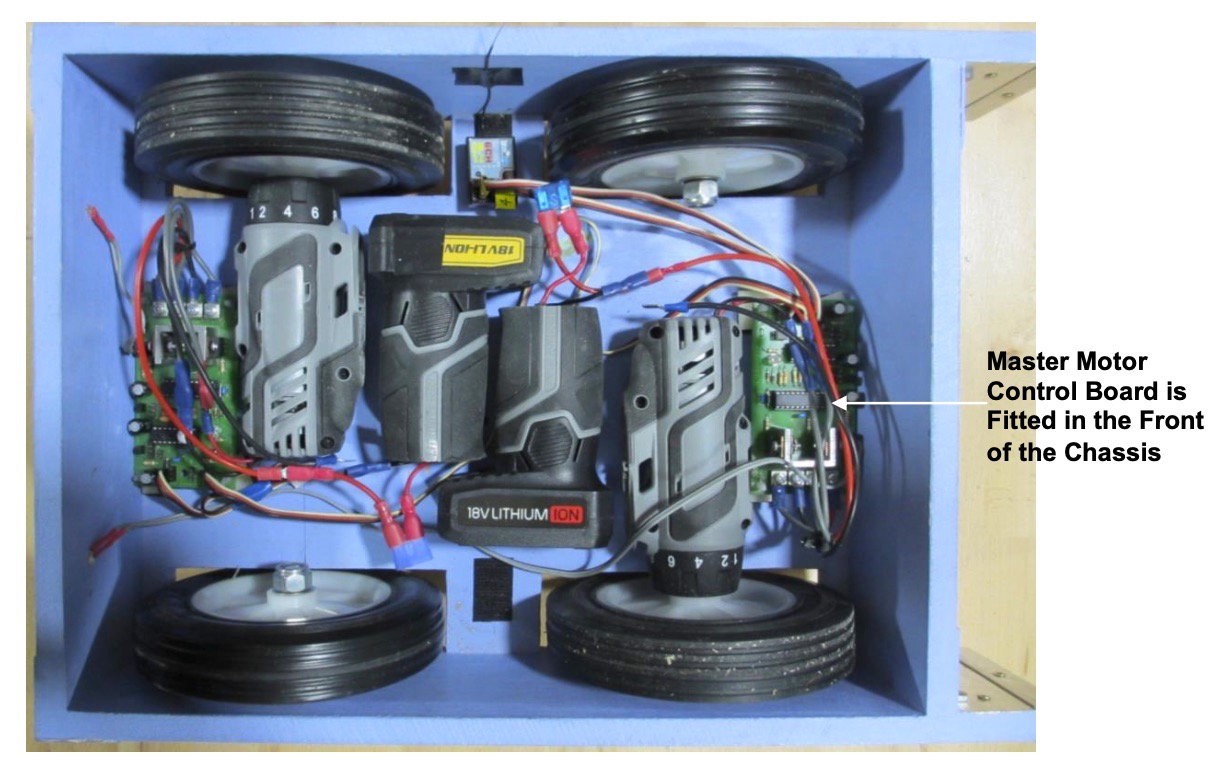 6CH
1 2 4 6
18V LI-ION
Master Motor
Control Board is
Fitted in the Front
of the Chassis
18V LITHIUM ION
6 4 2 1